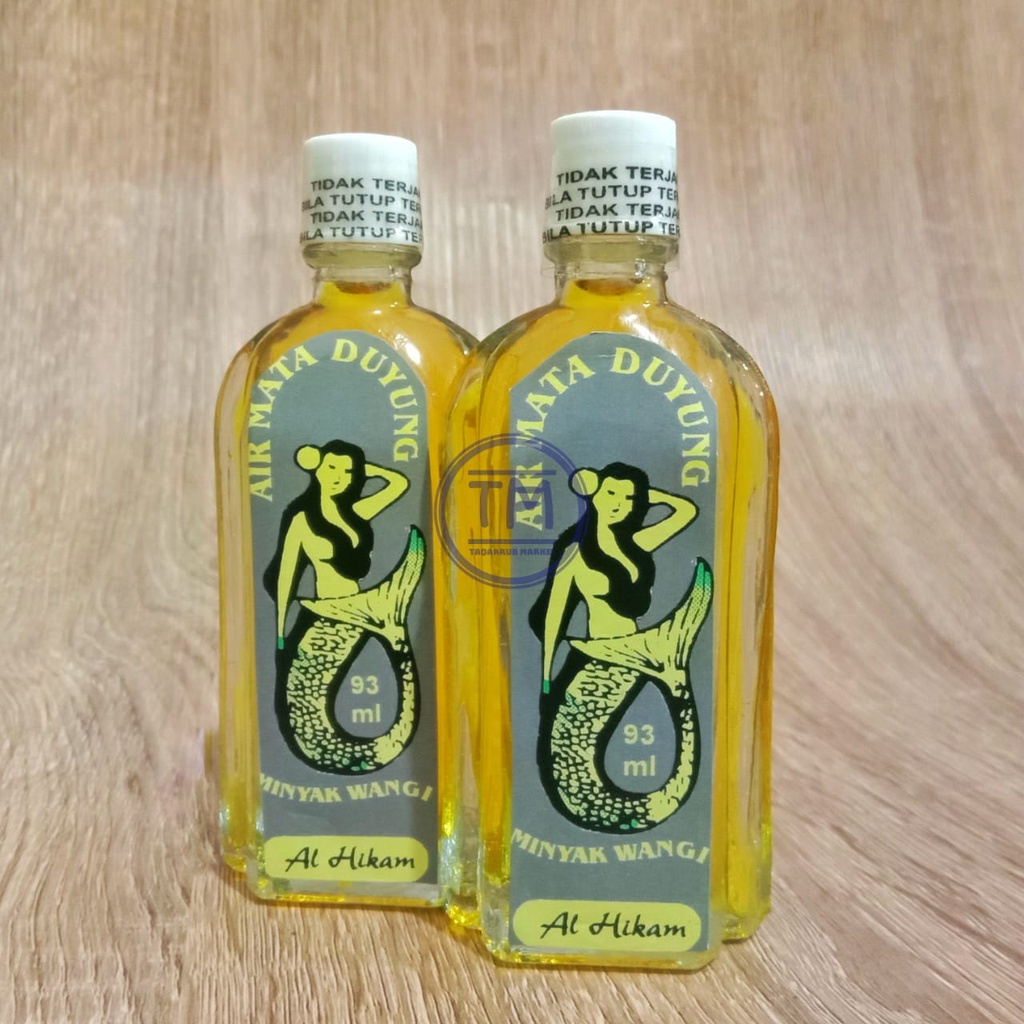 TIDAK TERJA
BILA TUTUP TER
TIDAK TERJA
BILA TUTUP TER
AIR MATA DUYUNG
93
ml
MINYAK WANGI
Al Hikam
TIDAK TERJA
BILA TUTUP TER
TIDAK TERJA
BILA TUTUP TER
AIR MATA DUYUNG
93
ml
MINYAK WANGI
Al Hikam
TM
TAQARRUB MARKE